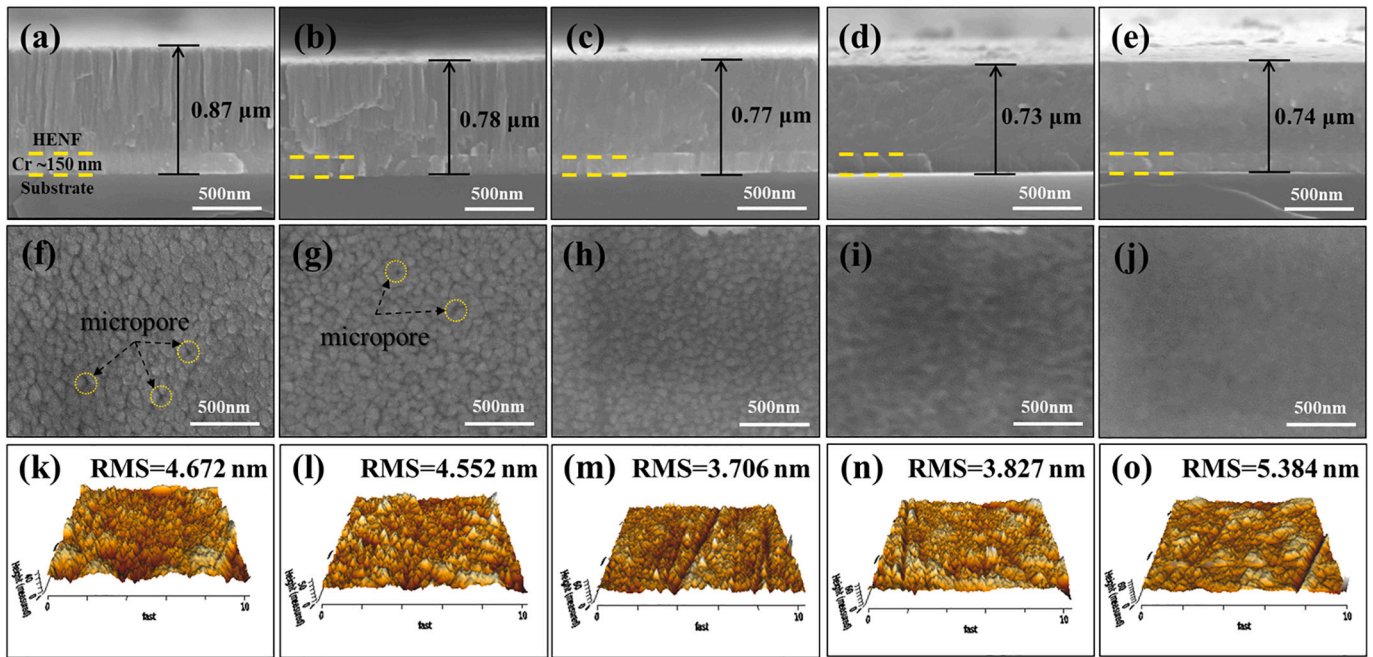 (a)
0.87 μm
HENF
Cr ~150 nm
Substrate
500nm
(b)
0.78 μm
500nm
(c)
0.77 μm
500nm
(d)
0.73 μm
500nm
(e)
0.74 μm
500nm
(f)
micropore
500nm
(g)
micropore
500nm
(h)
500nm
(i)
500nm
(j)
500nm
(k) RMS=4.672 nm
0
10
fast
(l) RMS=4.552 nm
0
10
fast
(m) RMS=3.706 nm
0
10
fast
(n) RMS=3.827 nm
0
10
fast
(o) RMS=5.384 nm
0
10
fast